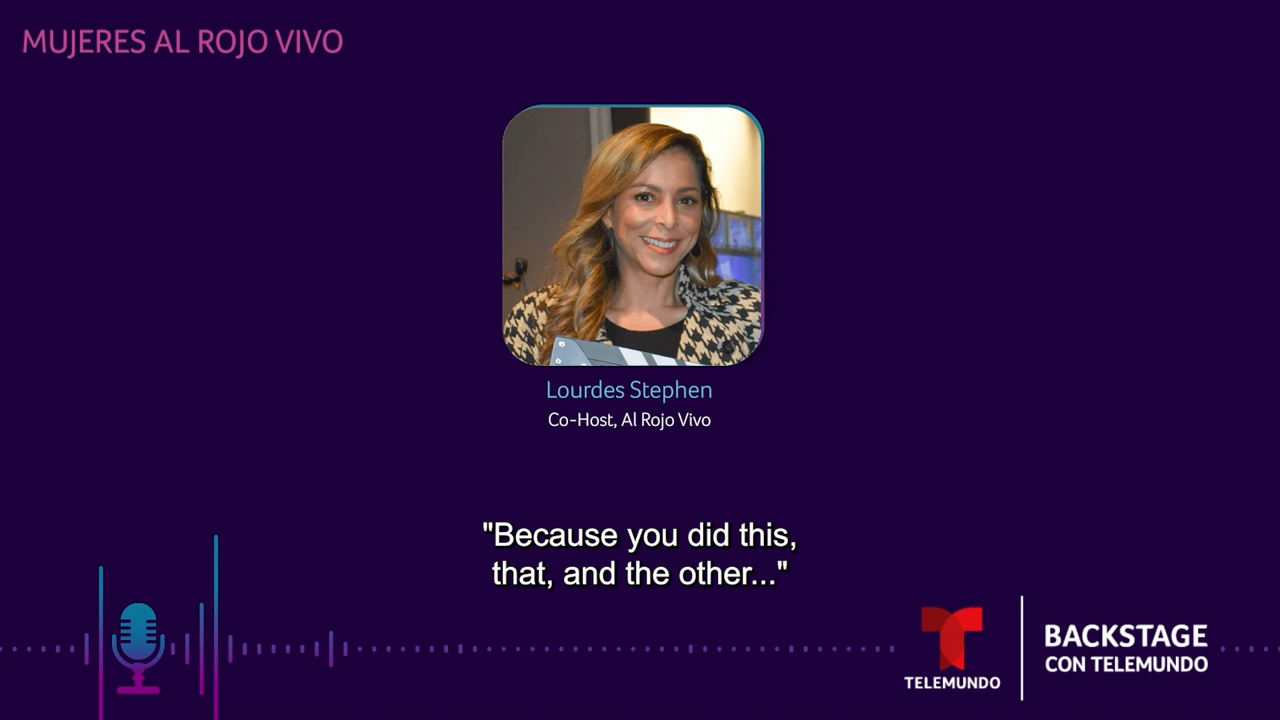 MUJERES AL ROJO VIVO
Lourdes Stephen
Co-Host, Al Rojo Vivo
"Because you did this,
that, and the other..."
TELEMUNDO
BACKSTAGE
CON TELEMUNDO